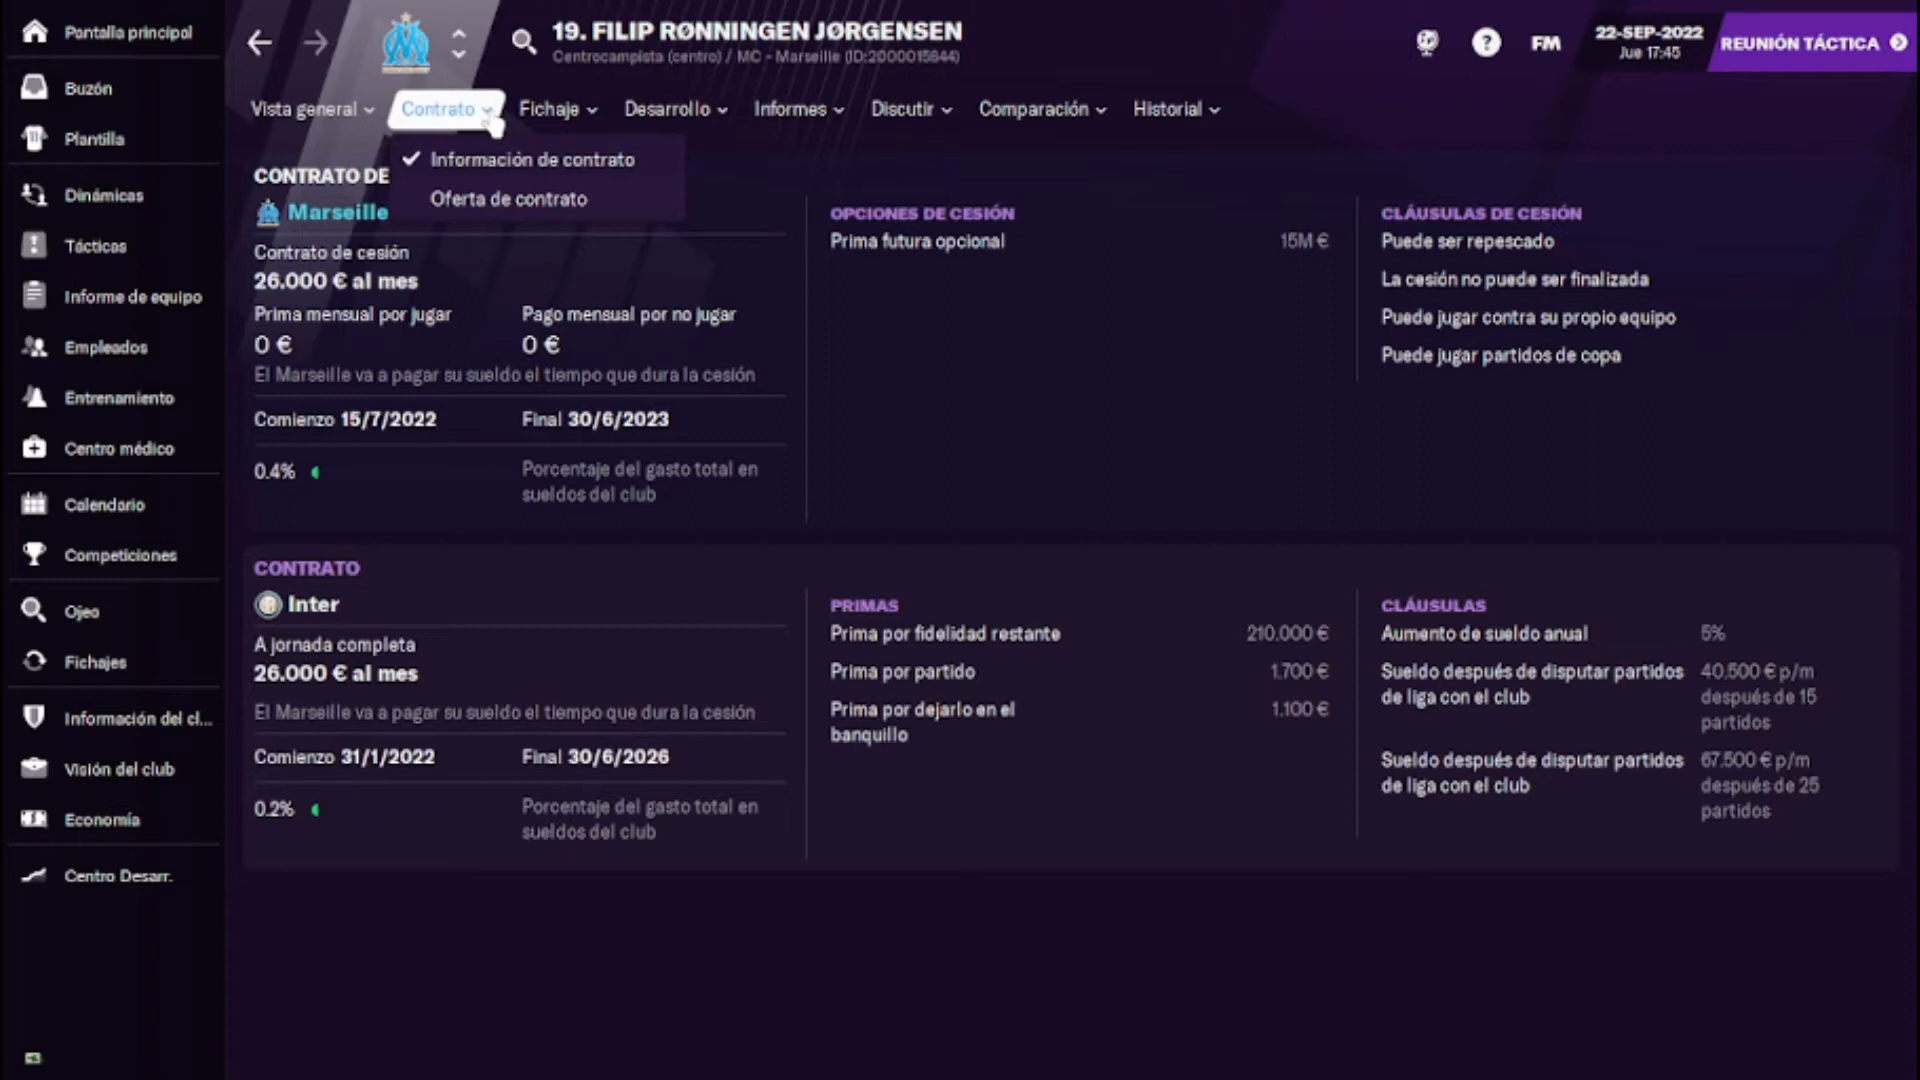 Pantalla principal
Buzón
Plantilla
Dinámicas
Tácticas
Informe de equipo
Empleados
Entrenamiento
Centro médico
Calendario
Competiciones
Ojeo
Fichajes
Información del cl...
Visión del club
Economía
Centro Desarr.
19. FILIP RØNNINGEN JØRGENSEN
Centrocampista (centro) / MC - Marseille (ID:2000015644)
FM
22-SEP-2022
Jue 17:45
REUNIÓN TÁCTICA
Vista general
Contrato
Fichaje
Desarrollo
Informes
Discutir
Comparación
Historial
Información de contrato
Oferta de contrato
CONTRATO DE
Marseille
Contrato de cesión
26.000 € al mes
Prima mensual por jugar
Pago mensual por no jugar
0 €
0 €
El Marseille va a pagar su sueldo el tiempo que dura la cesión
Comienzo 15/7/2022
Final 30/6/2023
0.4%
Porcentaje del gasto total en
sueldos del club
OPCIONES DE CESIÓN
Prima futura opcional 15M €
CLÁUSULAS DE CESIÓN
Puede ser repescado
La cesión no puede ser finalizada
Puede jugar contra su propio equipo
Puede jugar partidos de copa
CONTRATO
Inter
A jornada completa
26.000 € al mes
El Marseille va a pagar su sueldo el tiempo que dura la cesión
Comienzo 31/1/2022
Final 30/6/2026
0.2%
Porcentaje del gasto total en
sueldos del club
PRIMAS
Prima por fidelidad restante 210.000 €
Prima por partido 1.700 €
Prima por dejarlo en el 1.100 €
banquillo
CLÁUSULAS
Aumento de sueldo anual 5%
Sueldo después de disputar partidos 40.500 € p/m
de liga con el club después de 15
partidos
Sueldo después de disputar partidos 67.500 € p/m
de liga con el club después de 25
partidos